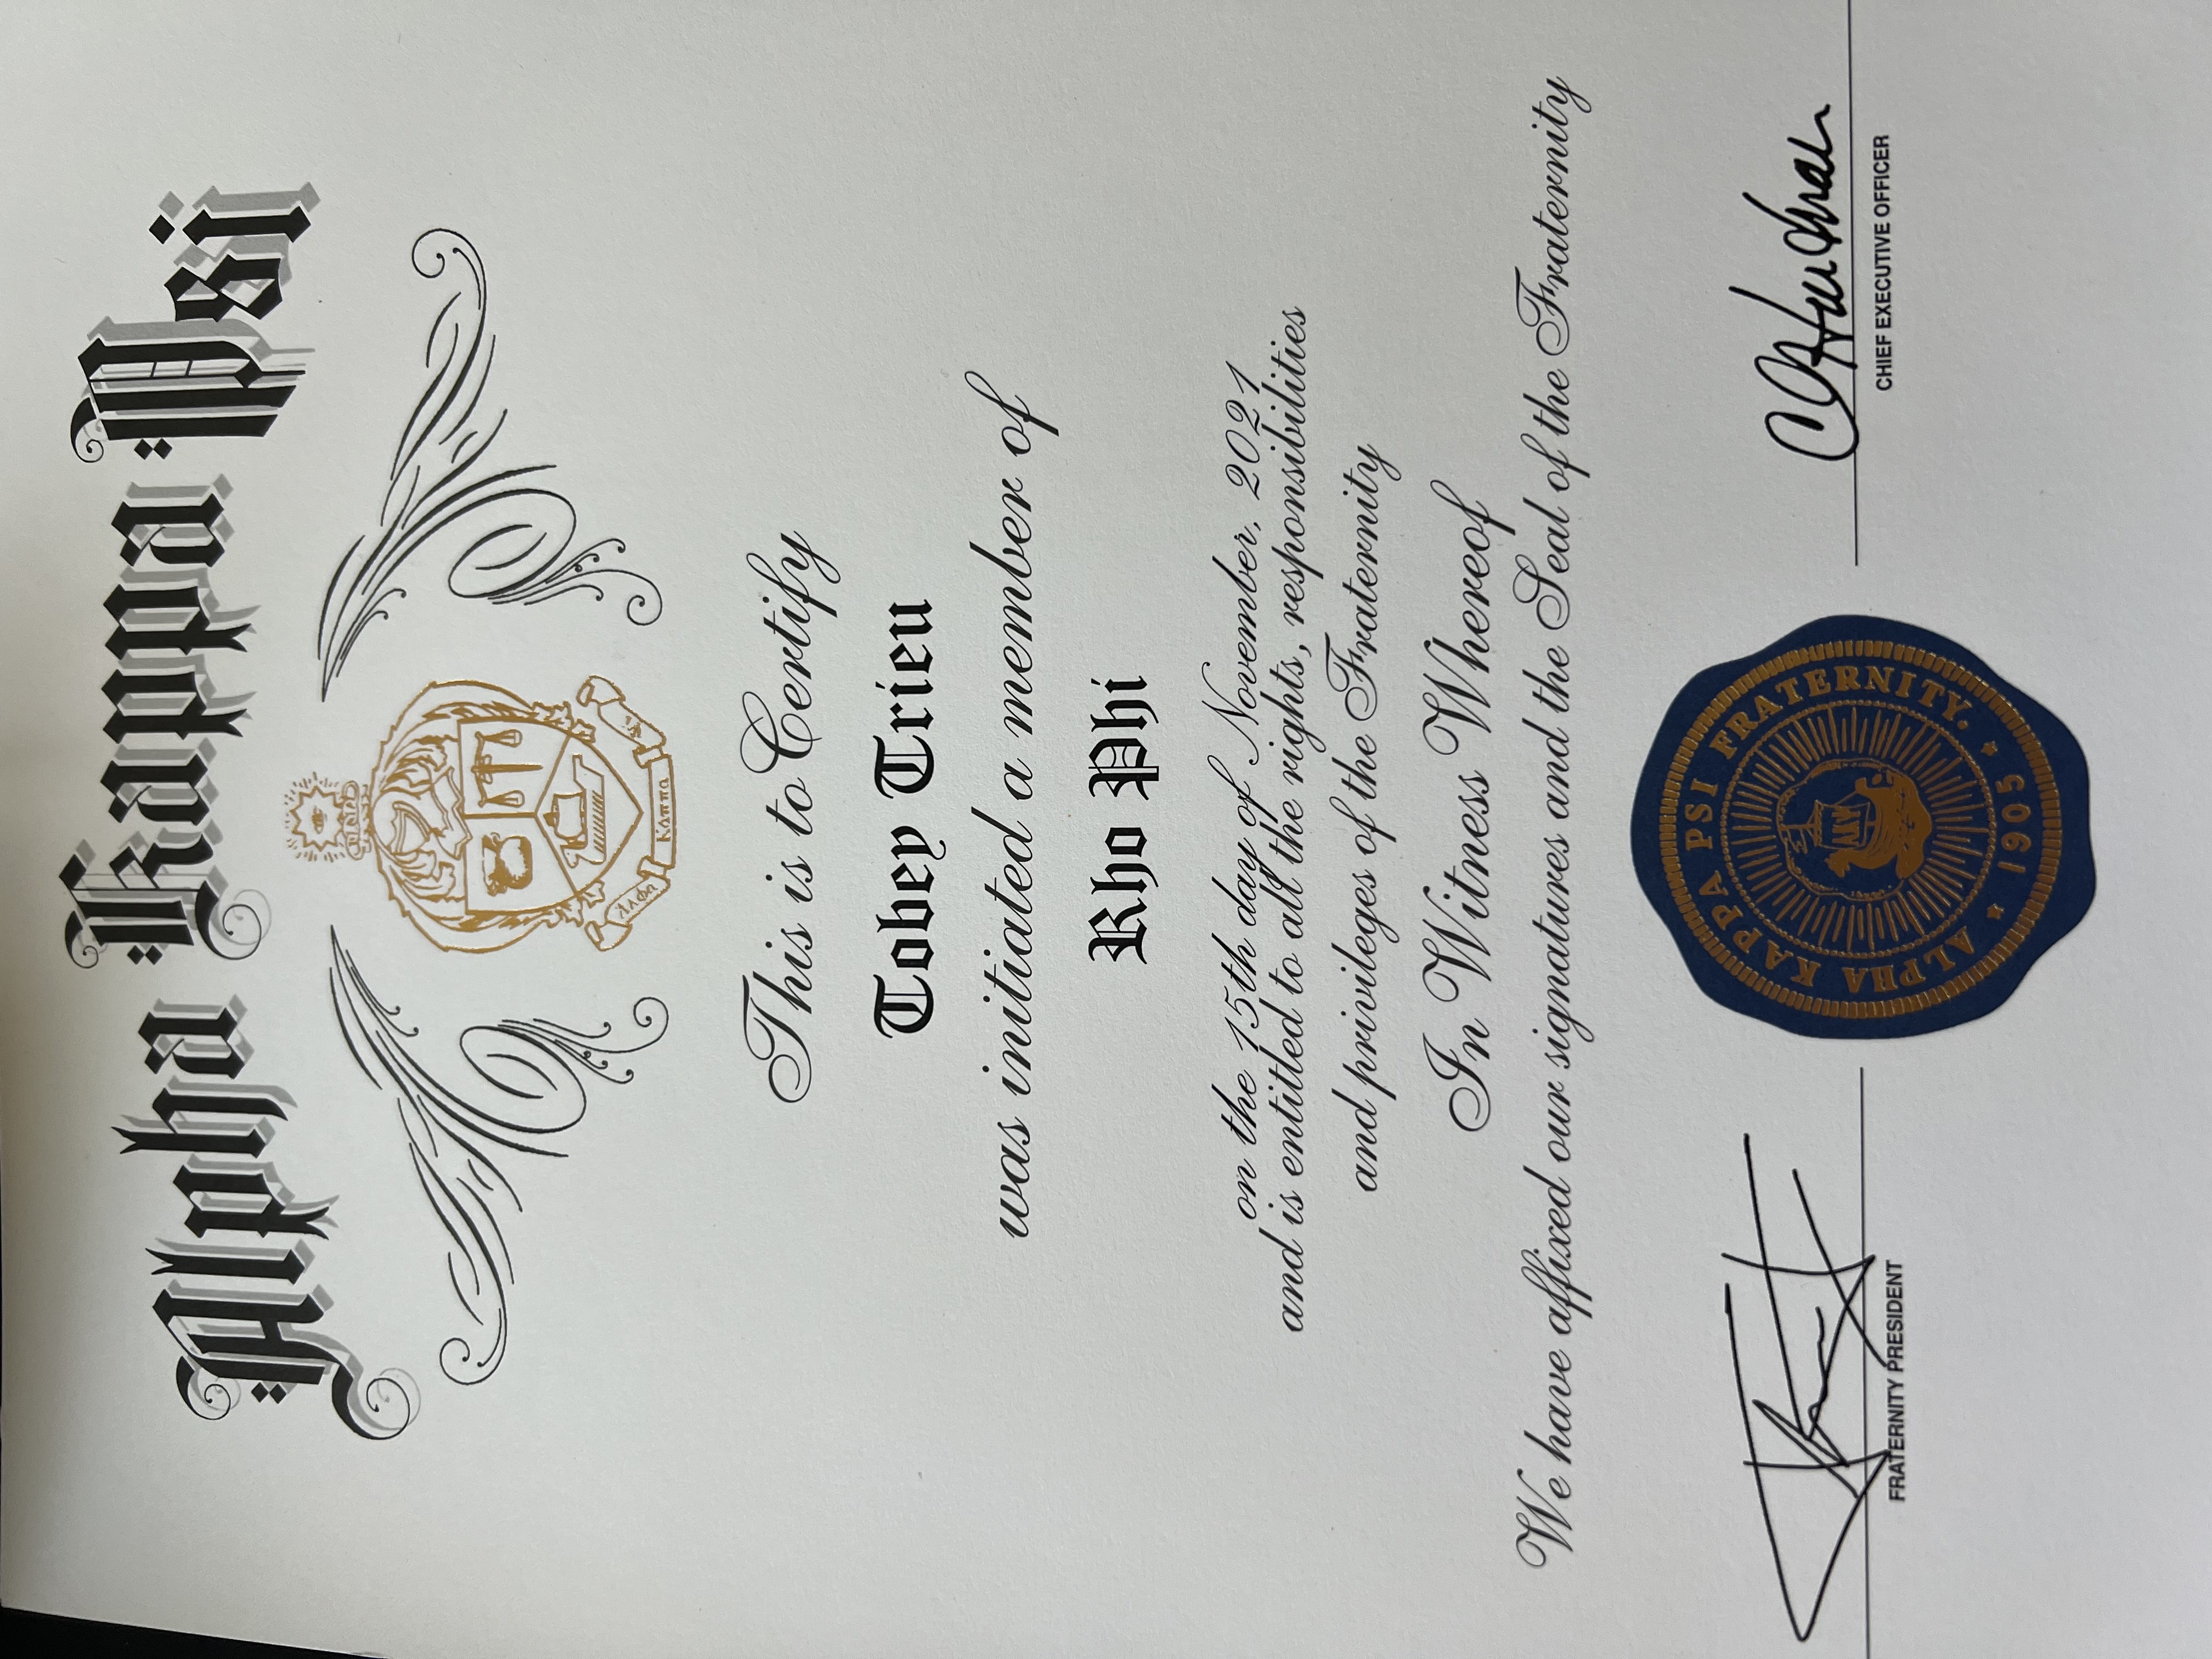 Alpha Kappa Psi
Αλφα Κάππα Ψι
This is to Certify
Tobey Trieu
was initiated a member of
Rho Phi
on the 15th day of November, 2021
and is entitled to all the rights, responsibilities
and privileges of the Fraternity
In Witness Whereof
We have affixed our signatures and the Seal of the Fraternity
ALPHA KAPPA PSI FRATERNITY.
ΑΚΨ
★ 1905 ★
FRATERNITY PRESIDENT
CHIEF EXECUTIVE OFFICER